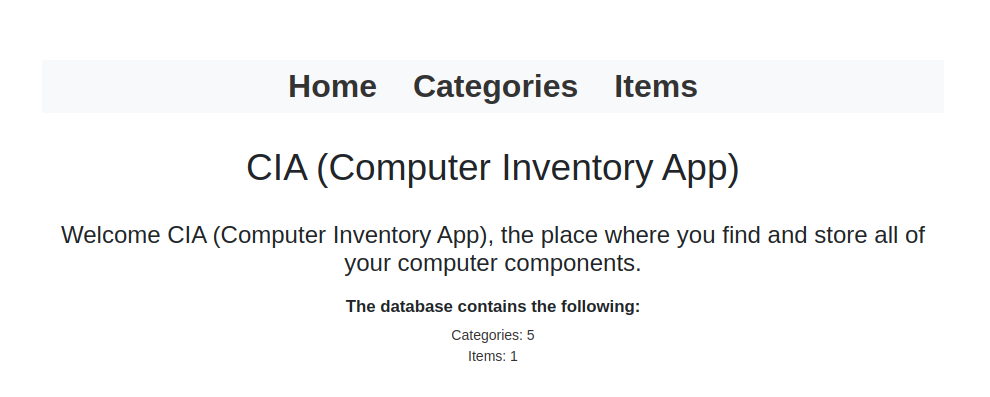 Home Categories Items
CIA (Computer Inventory App)
Welcome CIA (Computer Inventory App), the place where you find and store all of
your computer components.
The database contains the following:
Categories: 5
Items: 1